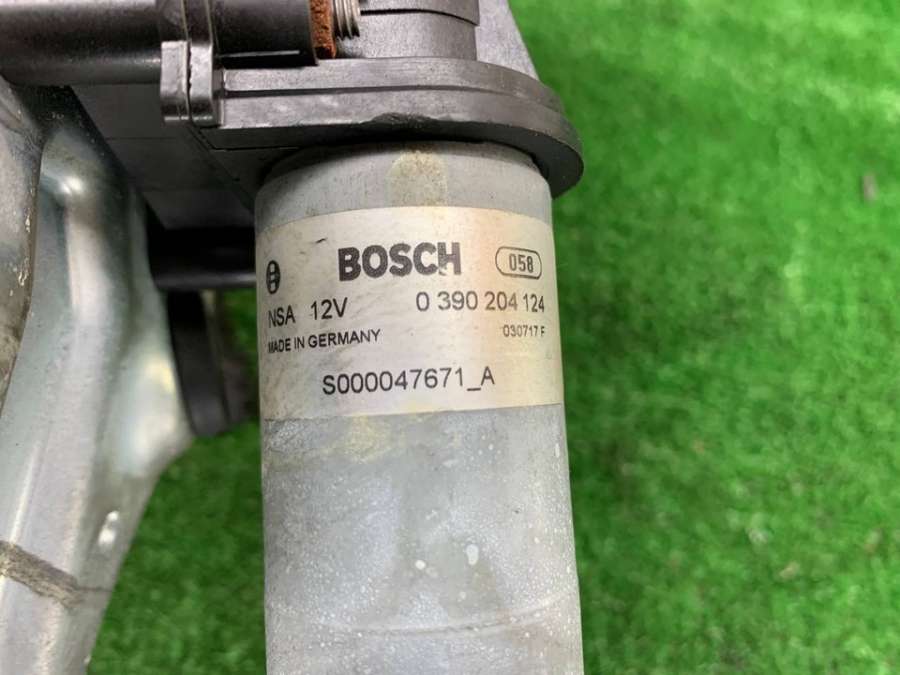 BOSCH 058
NSA 12V 0 390 204 124
MADE IN GERMANY 030717 F
S000047671_A